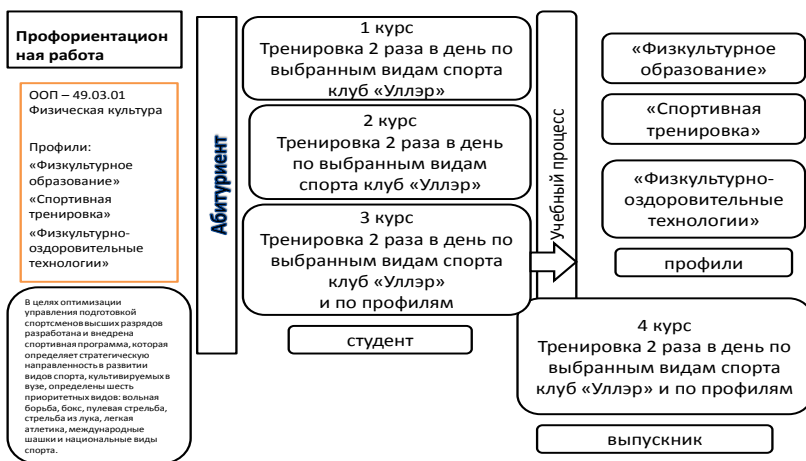 Профориентацион
ная работа
ООП – 49.03.01
Физическая культура
Профили:
«Физкультурное
образование»
«Спортивная
тренировка»
«Физкультурно-
оздоровительные
технологии»
В целях оптимизации
управления подготовкой
спортсменов высших разрядов
разработана и внедрена
спортивная программа, которая
определяет стратегическую
направленность в развитии
видов спорта, культивируемых в
вузе, определены шесть
приоритетных видов: вольная
борьба, бокс, пулевая стрельба,
стрельба из лука, легкая
атлетика, международные
шашки и национальные виды
спорта.
Абитуриент
1 курс
Тренировка 2 раза в день по
выбранным видам спорта
клуб «Уллэр»
2 курс
Тренировка 2 раза в день
по выбранным видам
спорта клуб «Уллэр»
3 курс
Тренировка 2 раза в день по
выбранным видам спорта
клуб «Уллэр»
и по профилям
студент
Учебный процесс
«Физкультурное
образование»
«Спортивная
тренировка»
«Физкультурно-
оздоровительные
технологии»
профили
4 курс
Тренировка 2 раза в день по
выбранным видам спорта
клуб «Уллэр» и по профилям
выпускник